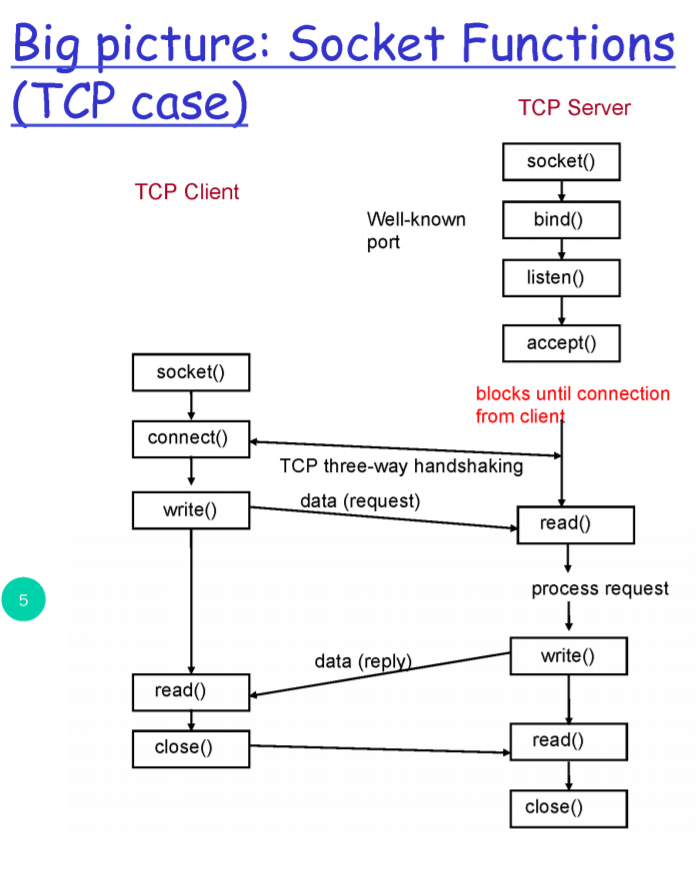 Big picture: Socket Functions
(TCP case)
TCP Server
socket()
TCP Client
Well-known
port
bind()
listen()
accept()
socket()
blocks until connection
from client
connect()
TCP three-way handshaking
data (request)
write()
read()
5
process request
data (reply)
write()
read()
close()
read()
close()